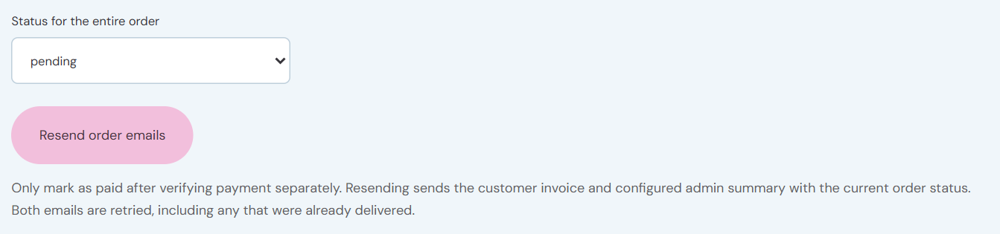 Status for the entire order
pending
Resend order emails
Only mark as paid after verifying payment separately. Resending sends the customer invoice and configured admin summary with the current order status.
Both emails are retried, including any that were already delivered.